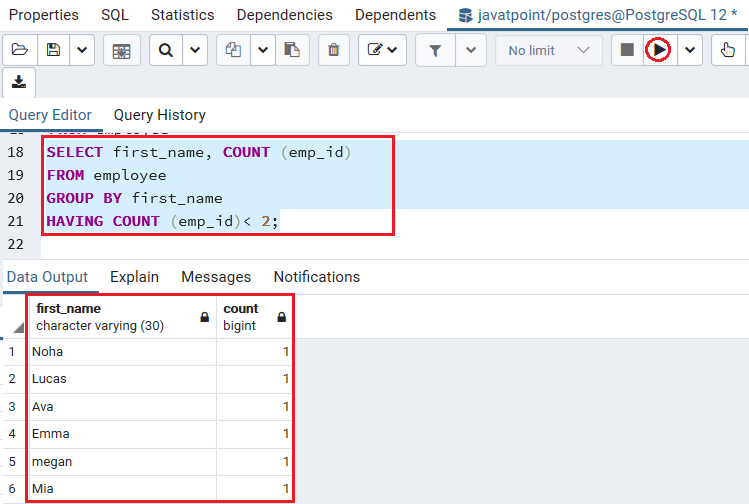 Properties SQL Statistics Dependencies Dependents javatpoint/postgres@PostgreSQL 12 *
No limit
Query Editor Query History
18 SELECT first_name, COUNT (emp_id)
19 FROM employee
20 GROUP BY first_name
21 HAVING COUNT (emp_id)< 2;
22
Data Output Explain Messages Notifications
first_name count
character varying (30) bigint
1 Noha 1
2 Lucas 1
3 Ava 1
4 Emma 1
5 megan 1
6 Mia 1